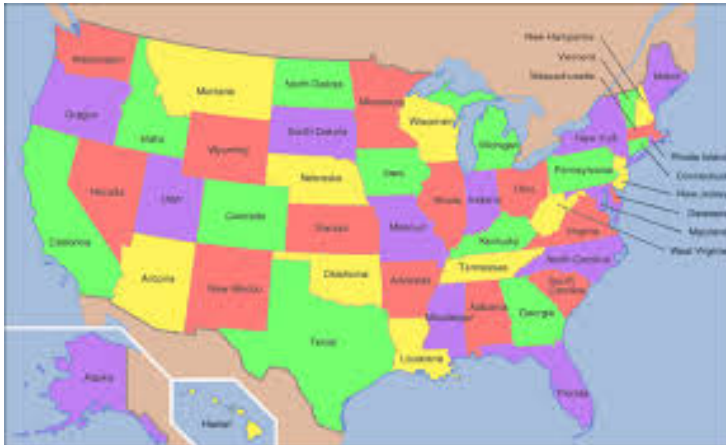 New Hampshire
Vermont
Massachusetts
Washington
Montana
North Dakota
Minnesota
Maine
Oregon
Idaho
South Dakota
Wisconsin
Michigan
New York
Wyoming
Rhode Island
Connecticut
New Jersey
Delaware
Maryland
West Virginia
Nebraska
Iowa
Pennsylvania
Nevada
Utah
Colorado
Illinois
Indiana
Ohio
California
Kansas
Missouri
Kentucky
Virginia
Arizona
New Mexico
Oklahoma
Arkansas
Tennessee
North Carolina
South
Carolina
Texas
Mississippi
Alabama
Georgia
Louisiana
Florida
Alaska
Hawaii